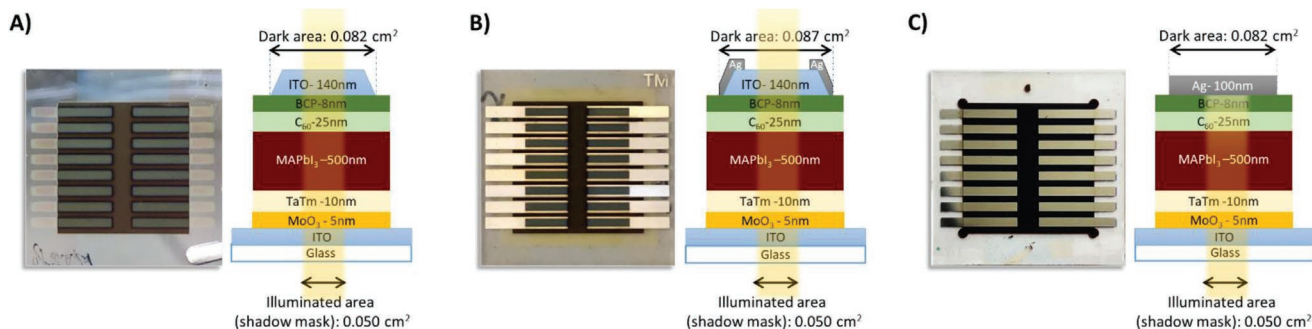 A)
Dark area: 0.082 cm²
ITO- 140nm
BCP-8nm
C₆₀-25nm
MAPbI₃–500nm
TaTm -10nm
MoO₃ - 5nm
ITO
Glass
Illuminated area
(shadow mask): 0.050 cm²
B)
TM
Dark area: 0.087 cm²
Ag
Ag
ITO- 140nm
BCP-8nm
C₆₀-25nm
MAPbI₃–500nm
TaTm -10nm
MoO₃ - 5nm
ITO
Glass
Illuminated area
(shadow mask): 0.050 cm²
C)
Dark area: 0.082 cm²
Ag- 100nm
BCP-8nm
C₆₀-25nm
MAPbI₃–500nm
TaTm -10nm
MoO₃ - 5nm
ITO
Glass
Illuminated area
(shadow mask): 0.050 cm²